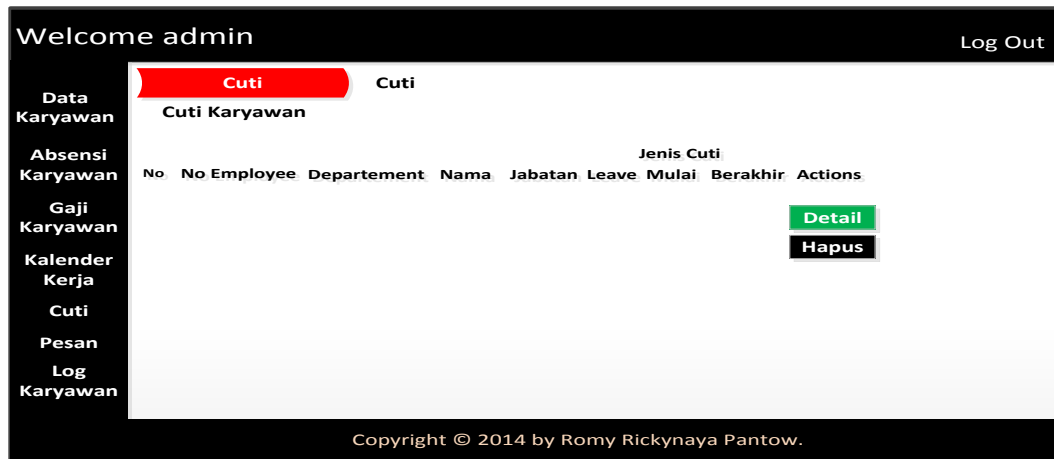 Welcome admin
Log Out
Data
Karyawan
Absensi
Karyawan
Gaji
Karyawan
Kalender
Kerja
Cuti
Pesan
Log
Karyawan
Cuti Cuti
Cuti Karyawan
Jenis Cuti
No No Employee Departement Nama Jabatan Leave Mulai Berakhir Actions
Detail
Hapus
Copyright © 2014 by Romy Rickynaya Pantow.